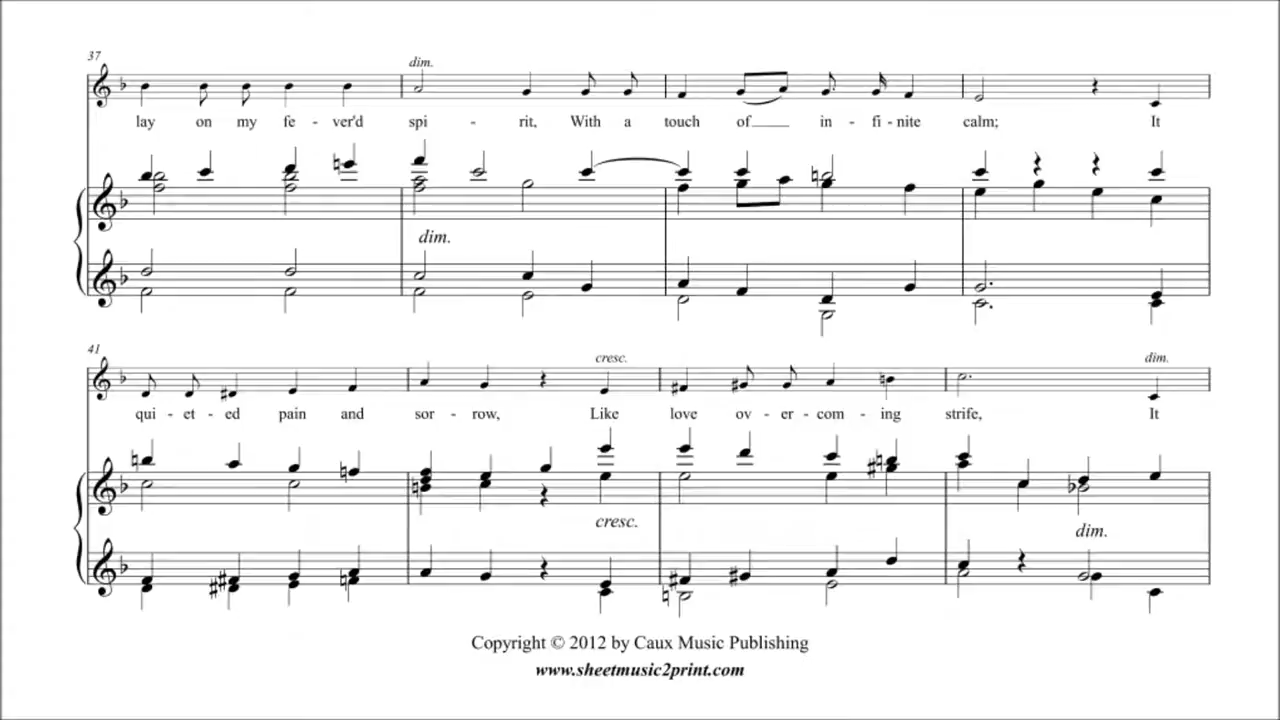 37
dim.
lay on my fe - ver'd spi - rit, With a touch of in - fi - nite calm; It
dim.
41
cresc. dim.
qui - et - ed pain and sor - row, Like love ov - er - com - ing strife, It
cresc. dim.
Copyright © 2012 by Caux Music Publishing
www.sheetmusic2print.com